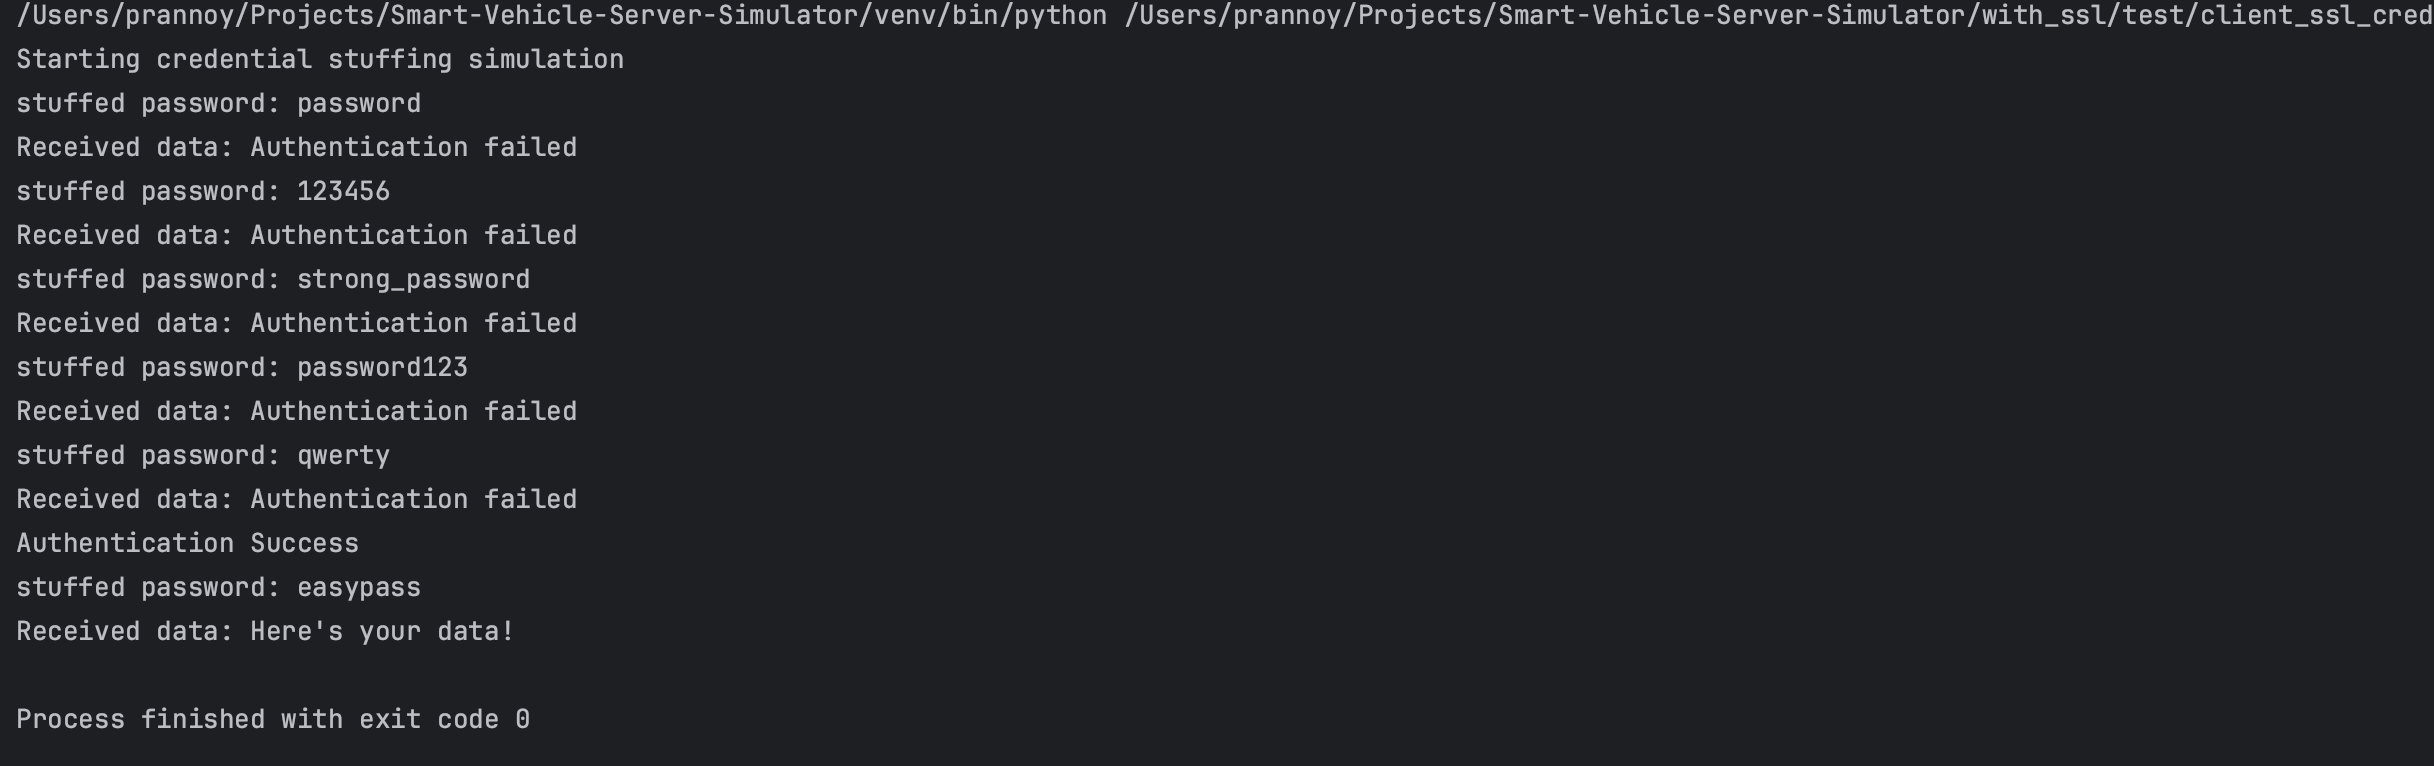 /Users/prannoy/Projects/Smart-Vehicle-Server-Simulator/venv/bin/python /Users/prannoy/Projects/Smart-Vehicle-Server-Simulator/with_ssl/test/client_ssl_cred
Starting credential stuffing simulation
stuffed password: password
Received data: Authentication failed
stuffed password: 123456
Received data: Authentication failed
stuffed password: strong_password
Received data: Authentication failed
stuffed password: password123
Received data: Authentication failed
stuffed password: qwerty
Received data: Authentication failed
Authentication Success
stuffed password: easypass
Received data: Here's your data!
Process finished with exit code 0